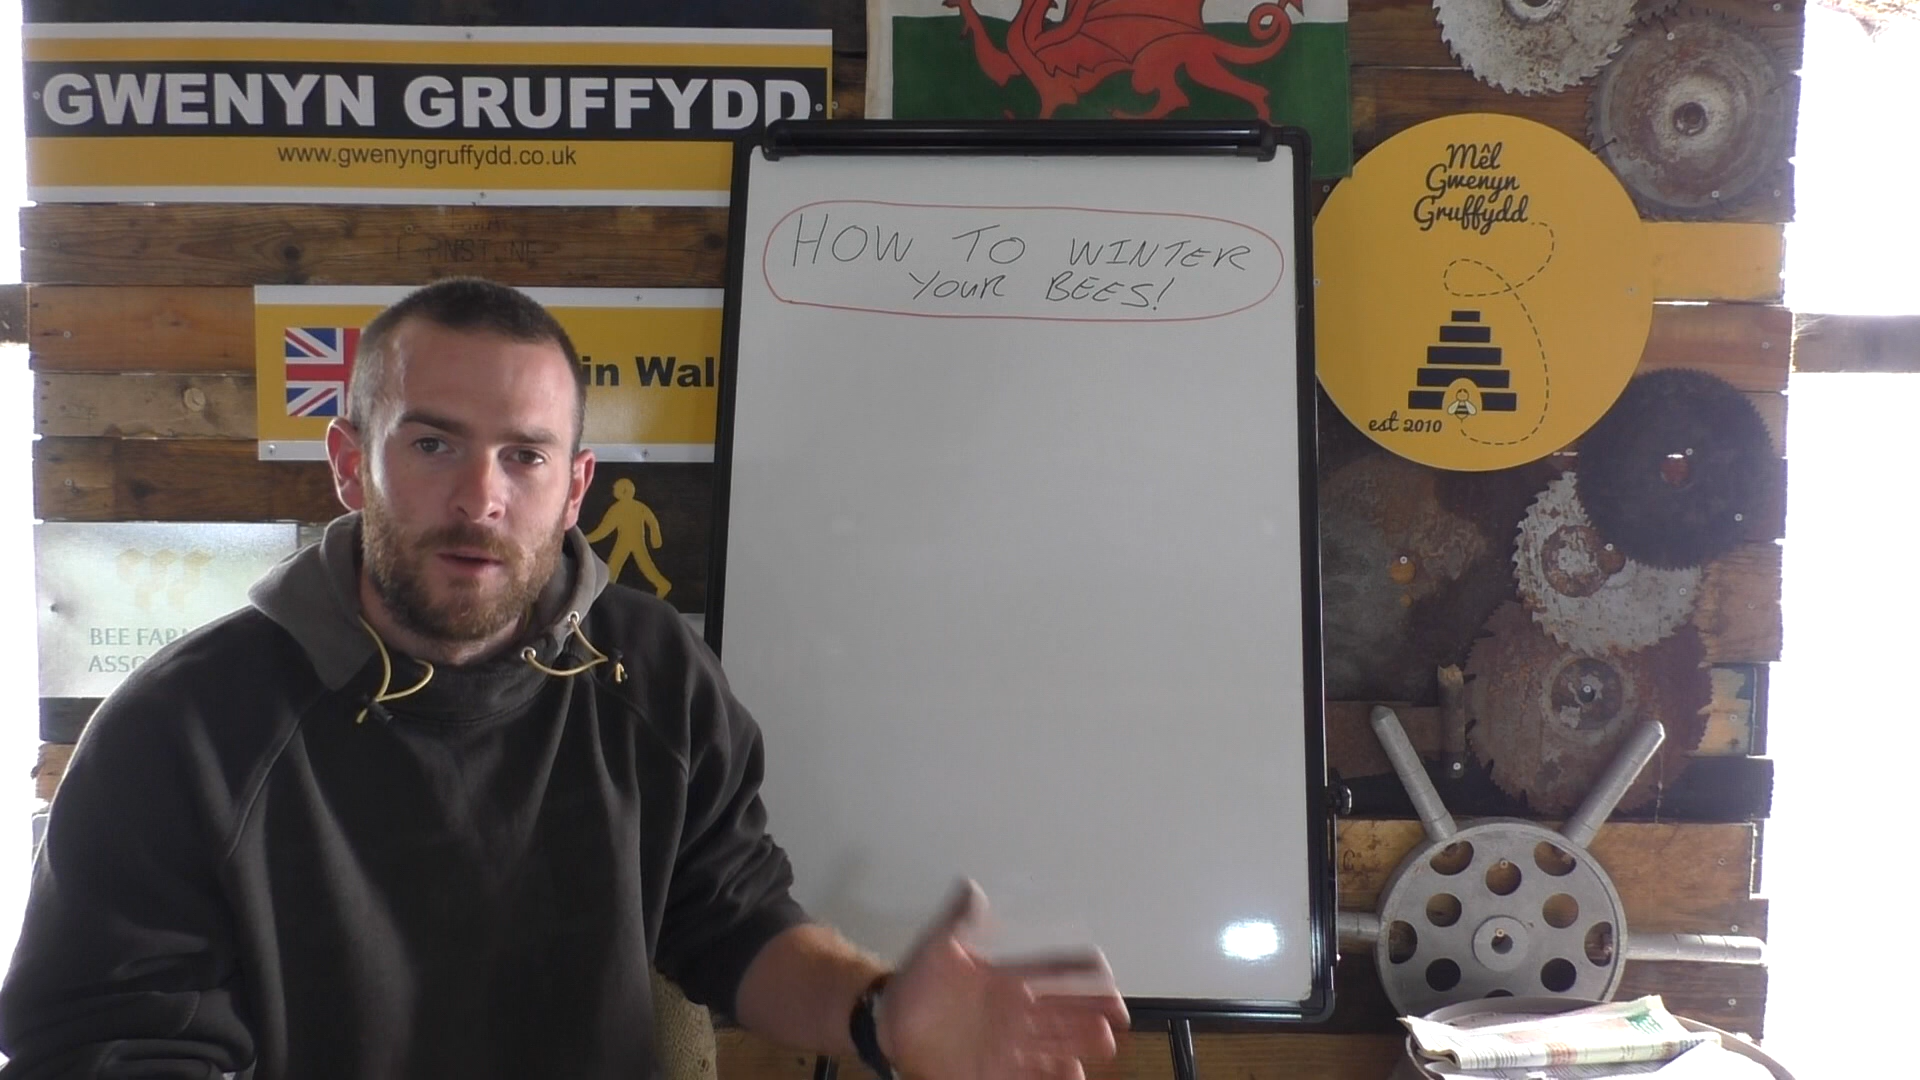 GWENYN GRUFFYDD
www.gwenyngruffydd.co.uk
HOW TO WINTER
YOUR BEES!
Mêl
Gwenyn
Gruffydd
est 2010
in Wal
BEE FAR
ASSO